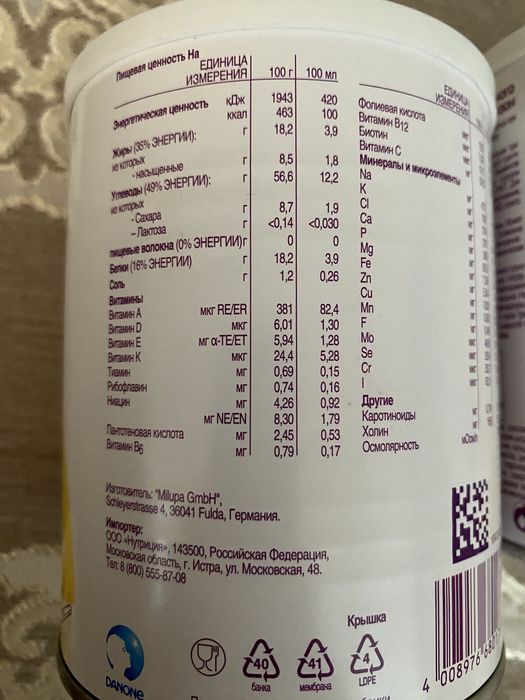 Пищевая ценность На ЕДИНИЦА ИЗМЕРЕНИЯ 100 г 100 мл
Энергетическая ценность кДж 1943 420
ккал 463 100
Жиры (35% ЭНЕРГИИ): г 18,2 3,9
из которых
- насыщенные г 8,5 1,8
Углеводы (49% ЭНЕРГИИ): г 56,6 12,2
из которых
- Сахара г 8,7 1,9
- Лактоза г <0,14 <0,030
пищевые волокна (0% ЭНЕРГИИ) г 0 0
Белки (16% ЭНЕРГИИ) г 18,2 3,9
Соль г 1,2 0,26
Витамины
Витамин А мкг RE/ER 381 82,4
Витамин D мкг 6,01 1,30
Витамин Е мг α-TE/ET 5,94 1,28
Витамин К мкг 24,4 5,28
Тиамин мг 0,69 0,15
Рибофлавин мг 0,74 0,16
Ниацин мг 4,26 0,92
мг NE/EN 8,30 1,79
Пантотеновая кислота мг 2,45 0,53
Витамин B6 мг 0,79 0,17
ЕДИНИЦА
ИЗМЕРЕНИЯ
Фолиевая кислота
Витамин В12
Биотин
Витамин С
Минералы и микроэлементы
Na
K
Cl
Ca
P
Mg
Fe
Zn
Cu
Mn
F
Mo
Se
Cr
I
Другие
Каротиноиды
Холин
Осмолярность
Изготовитель: "Milupa GmbH",
Schleyerstrasse 4, 36041 Fulda, Германия.
Импортер:
ООО «Нутриция», 143500, Российская Федерация,
Московская область, г. Истра, ул. Московская, 48.
Тел: 8 (800) 555-87-08
DANONE
40
банка
41
мембрана
Крышка
4
LDPE
4 008976 680